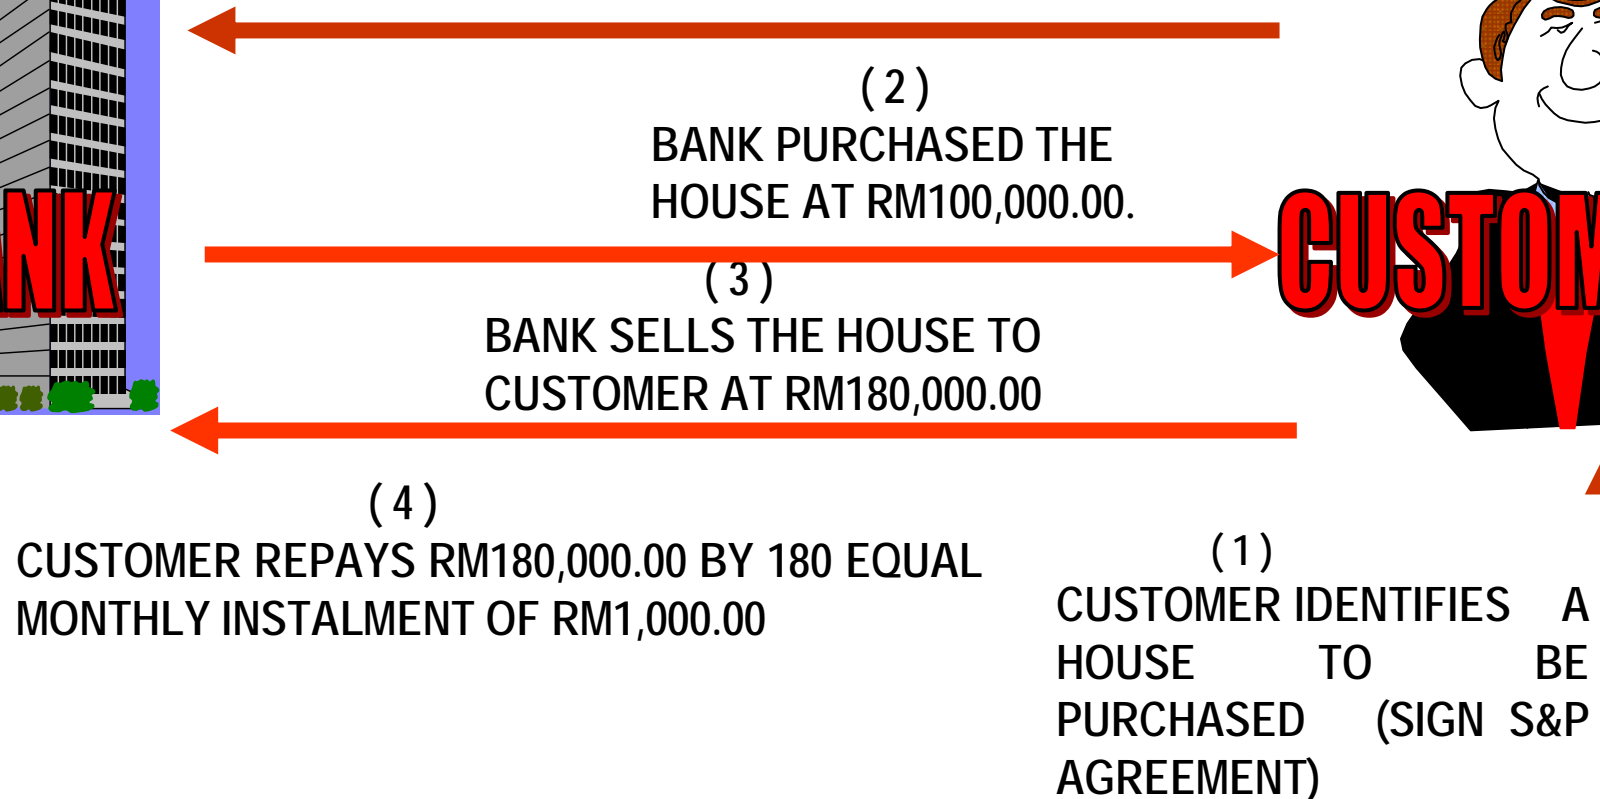 ( 2 )
BANK PURCHASED THE
HOUSE AT RM100,000.00.
NK
CUSTOM
( 3 )
BANK SELLS THE HOUSE TO
CUSTOMER AT RM180,000.00
( 4 )
CUSTOMER REPAYS RM180,000.00 BY 180 EQUAL
MONTHLY INSTALMENT OF RM1,000.00
( 1 )
CUSTOMER IDENTIFIES A
HOUSE TO BE
PURCHASED (SIGN S&P
AGREEMENT)